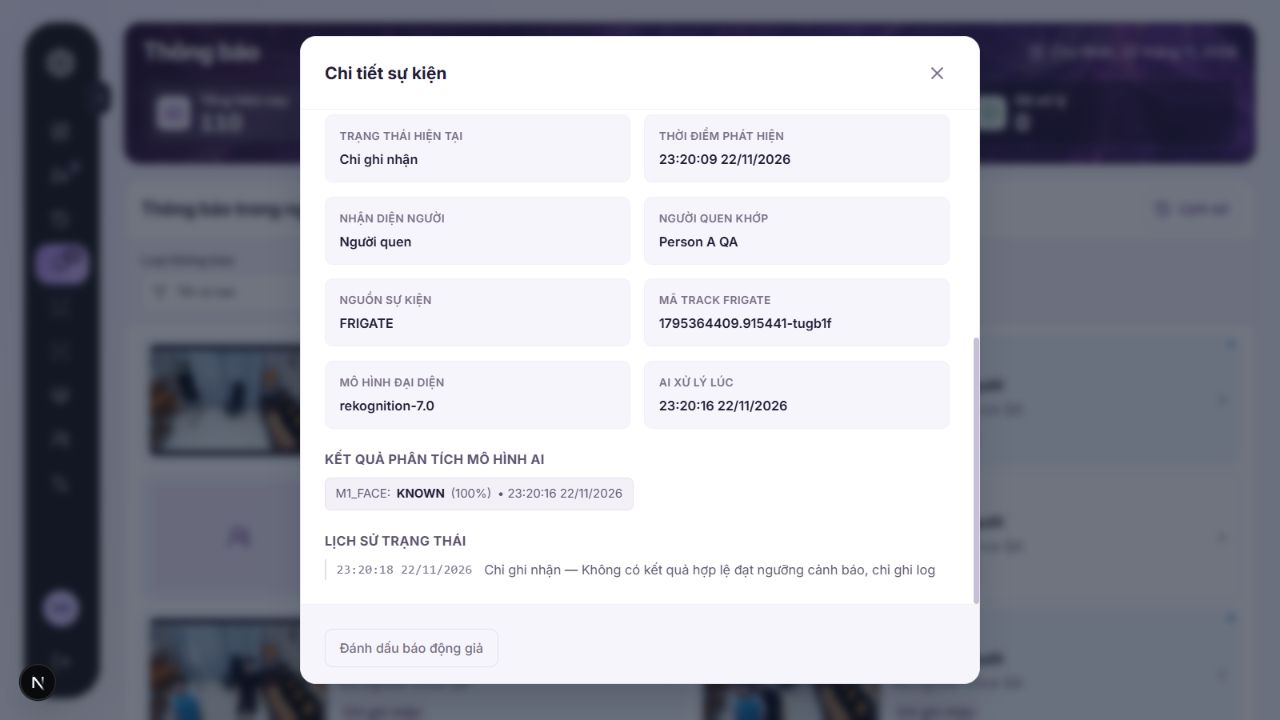 Thông báo
Chi tiết sự kiện
Tổng hôm nay
110
0
TRẠNG THÁI HIỆN TẠI
Chỉ ghi nhận
THỜI ĐIỂM PHÁT HIỆN
23:20:09 22/11/2026
NHẬN DIỆN NGƯỜI
Người quen
NGƯỜI QUEN KHỚP
Person A QA
NGUỒN SỰ KIỆN
FRIGATE
MÃ TRACK FRIGATE
1795364409.915441-tugb1f
MÔ HÌNH ĐẠI DIỆN
rekognition-7.0
AI XỬ LÝ LÚC
23:20:16 22/11/2026
KẾT QUẢ PHÂN TÍCH MÔ HÌNH AI
M1_FACE: KNOWN (100%) • 23:20:16 22/11/2026
LỊCH SỬ TRẠNG THÁI
23:20:18 22/11/2026 Chỉ ghi nhận — Không có kết quả hợp lệ đạt ngưỡng cảnh báo, chỉ ghi log
Đánh dấu báo động giả
N